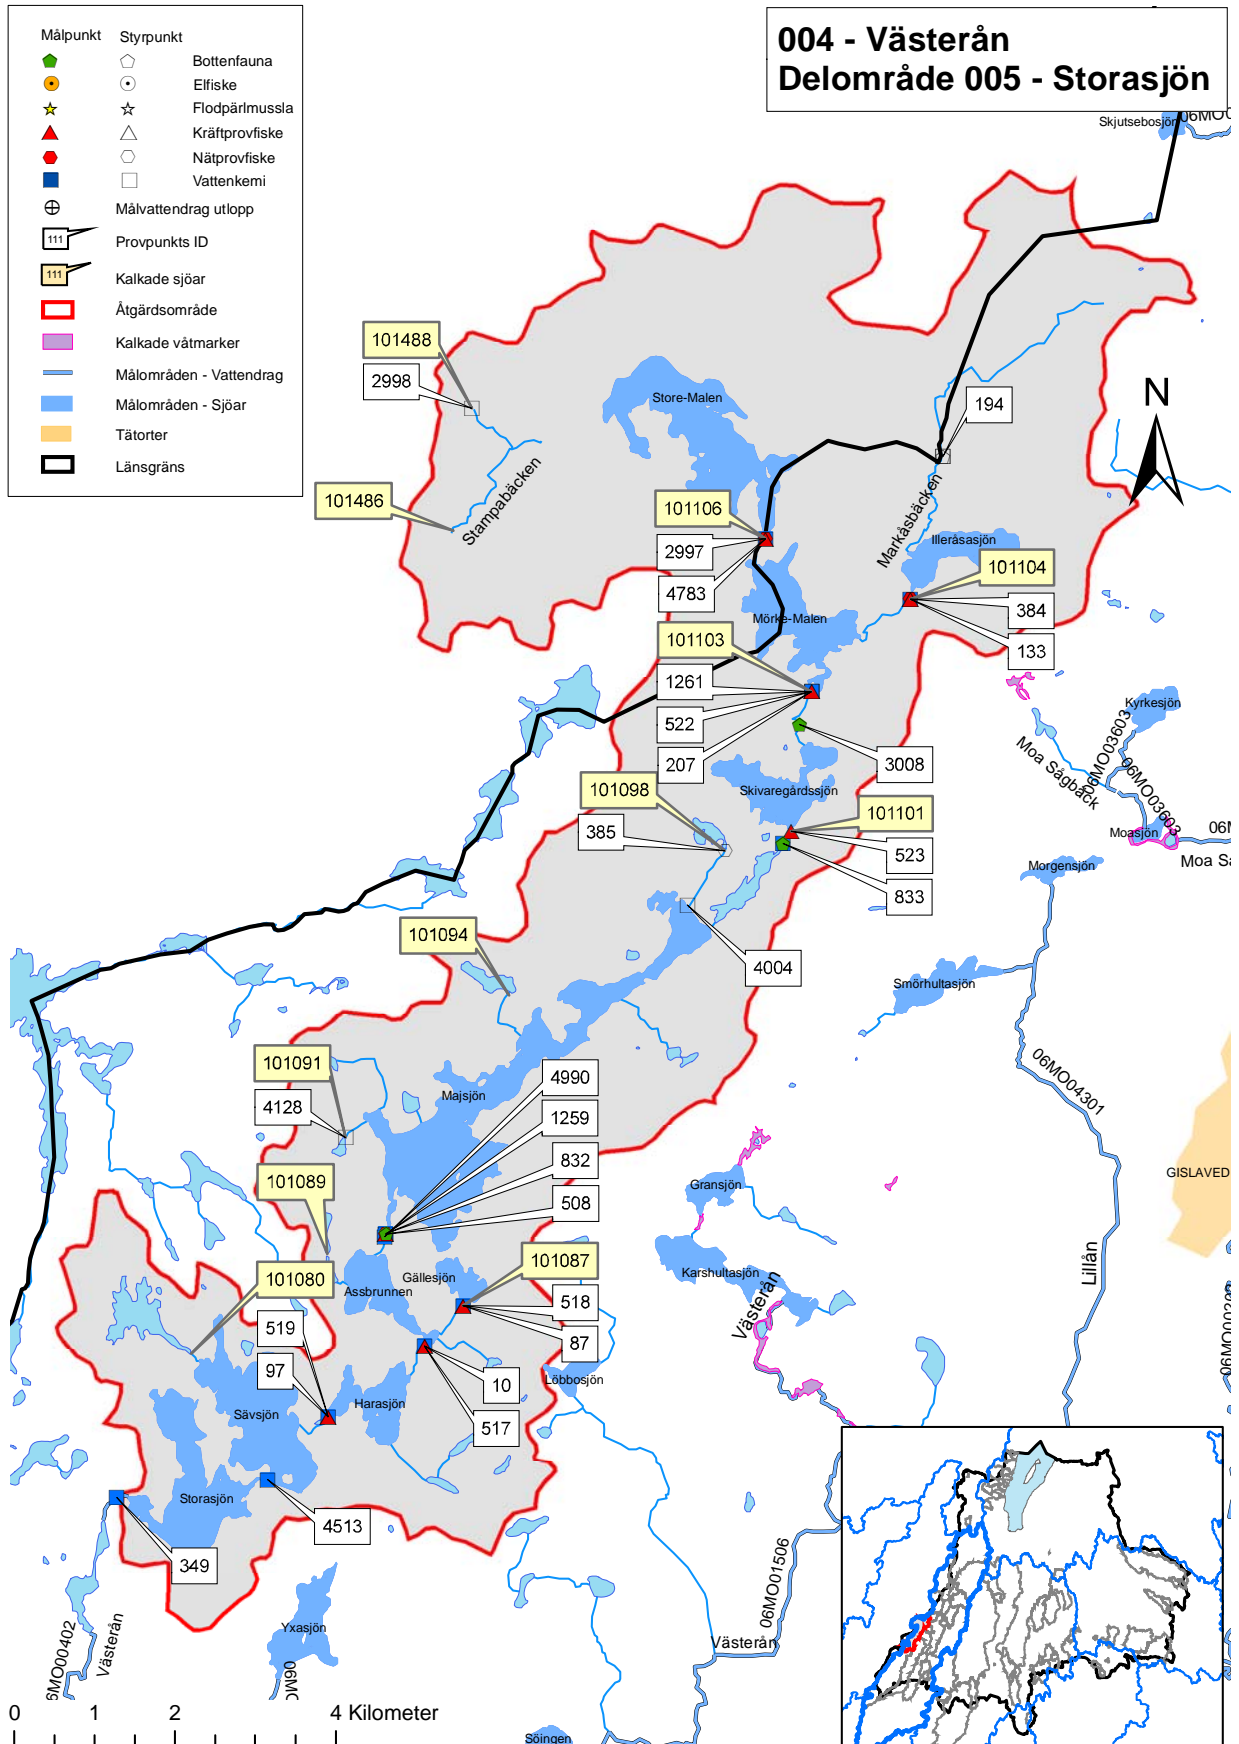 004 - Västerån
Delområde 005 - Storasjön
Målpunkt Styrpunkt
Bottenfauna
Elfiske
Flodpärlmussla
Kräftprovfiske
Nätprovfiske
Vattenkemi
Målvattendrag utlopp
111 Provpunkts ID
111 Kalkade sjöar
Åtgärdsområde
Kalkade våtmarker
Målområden - Vattendrag
Målområden - Sjöar
Tätorter
Länsgräns
Skjutsebosjön
N
101488
2998
Store-Malen
194
101486
Stampabäcken
101106
2997
4783
Markåsbäcken
Illeråsasjön
101104
384
133
Mörke-Malen
101103
1261
522
207
3008
Kyrkesjön
06MO03603
Moa Sågbäck
06MO03603
Moasjön
Skivaregårdssjön
101098
385
101101
523
833
Morgensjön
101094
4004
Smörhultasjön
06MO04301
101091
4128
Majsjön
4990
1259
832
508
101089
Gransjön
GISLAVED
101080
Gällesjön
Assbrunnen
101087
518
87
Karshultasjön
Västerån
Lillån
519
97
Harasjön
10
517
Löbbosjön
Sävsjön
Storasjön
4513
349
Yxasjön
Västerån
06MO01506
Västerån
Söingen
0 1 2 4 Kilometer